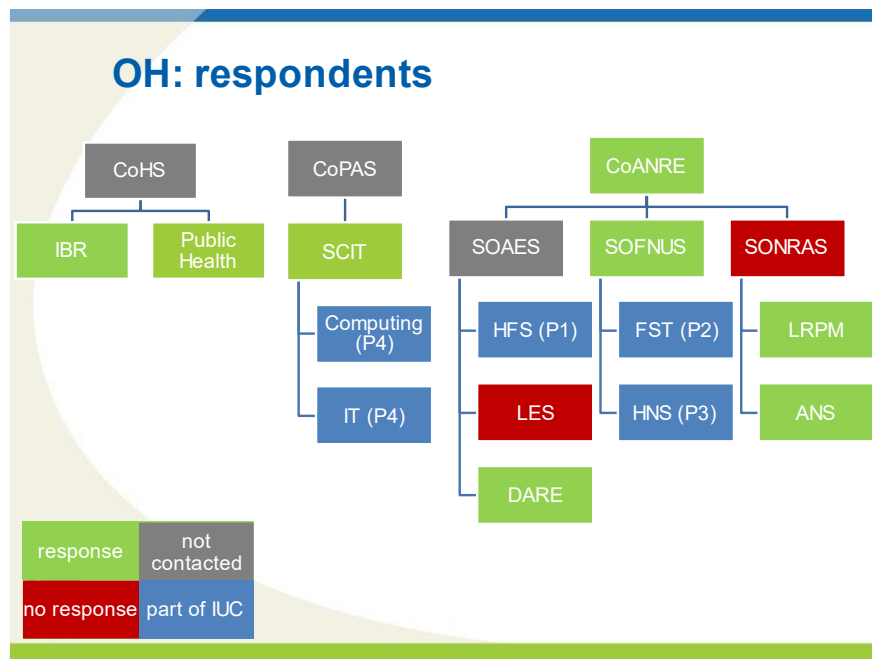 OH: respondents
CoHS
CoPAS
CoANRE
IBR
Public
Health
SCIT
SOAES
SOFNUS
SONRAS
Computing
(P4)
HFS (P1)
FST (P2)
LRPM
IT (P4)
LES
HNS (P3)
ANS
DARE
response
not
contacted
no response
part of IUC